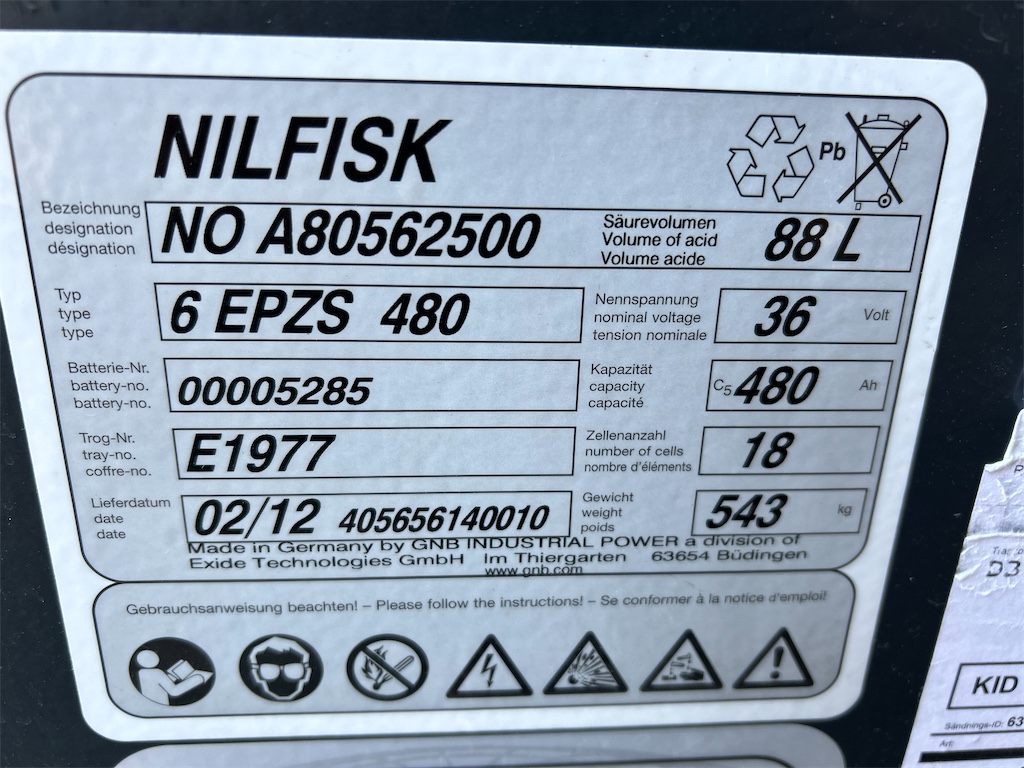 NILFISK
Pb
Bezeichnung
designation
désignation
NO A80562500
Säurevolumen
Volume of acid
Volume acide
88 L
Typ
type
type
6 EPZS 480
Nennspannung
nominal voltage
tension nominale
36
Volt
Batterie-Nr.
battery-no.
battery-no.
00005285
Kapazität
capacity
capacité
C5 480
Ah
Trog-Nr.
tray-no.
coffre-no.
E1977
Zellenanzahl
number of cells
nombre d'éléments
18
Lieferdatum
date
date
02/12 405656140010
Gewicht
weight
poids
543
kg
Made in Germany by GNB INDUSTRIAL POWER a division of
Exide Technologies GmbH Im Thiergarten 63654 Büdingen
www.gnb.com
Gebrauchsanweisung beachten! – Please follow the instructions! – Se conformer à la notice d'emploi!
KID
Sändnings-ID: 63